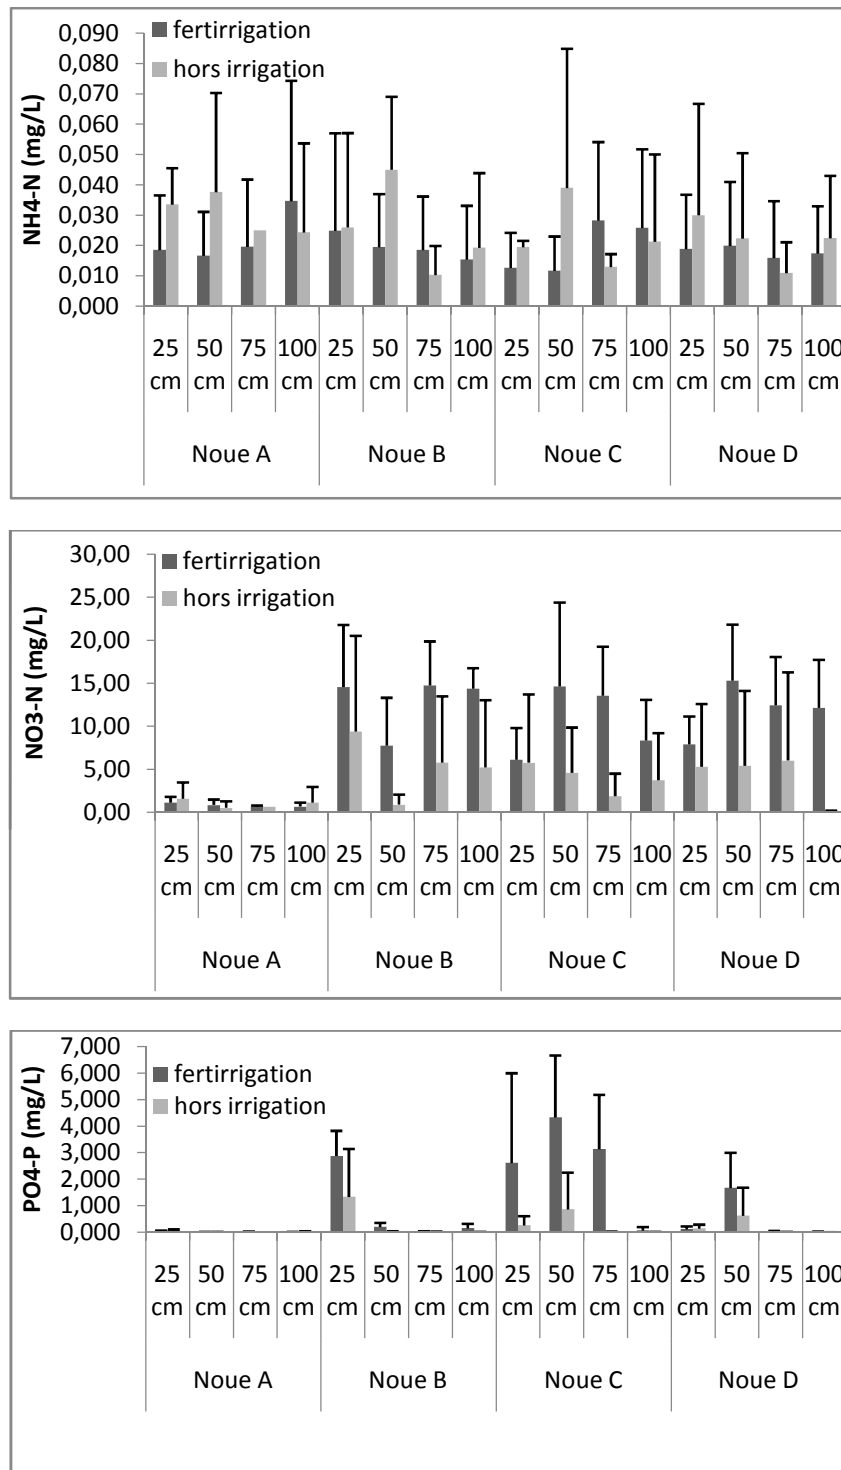 NH4-N (mg/L)
0,090
0,080
0,070
0,060
0,050
0,040
0,030
0,020
0,010
0,000
fertirrigation
hors irrigation
25 50 75 100 25 50 75 100 25 50 75 100 25 50 75 100
cm cm cm cm cm cm cm cm cm cm cm cm cm cm cm cm
Noue A Noue B Noue C Noue D
NO3-N (mg/L)
30,00
25,00
20,00
15,00
10,00
5,00
0,00
fertirrigation
hors irrigation
25 50 75 100 25 50 75 100 25 50 75 100 25 50 75 100
cm cm cm cm cm cm cm cm cm cm cm cm cm cm cm cm
Noue A Noue B Noue C Noue D
PO4-P (mg/L)
7,000
6,000
5,000
4,000
3,000
2,000
1,000
0,000
fertirrigation
hors irrigation
25 50 75 100 25 50 75 100 25 50 75 100 25 50 75 100
cm cm cm cm cm cm cm cm cm cm cm cm cm cm cm cm
Noue A Noue B Noue C Noue D